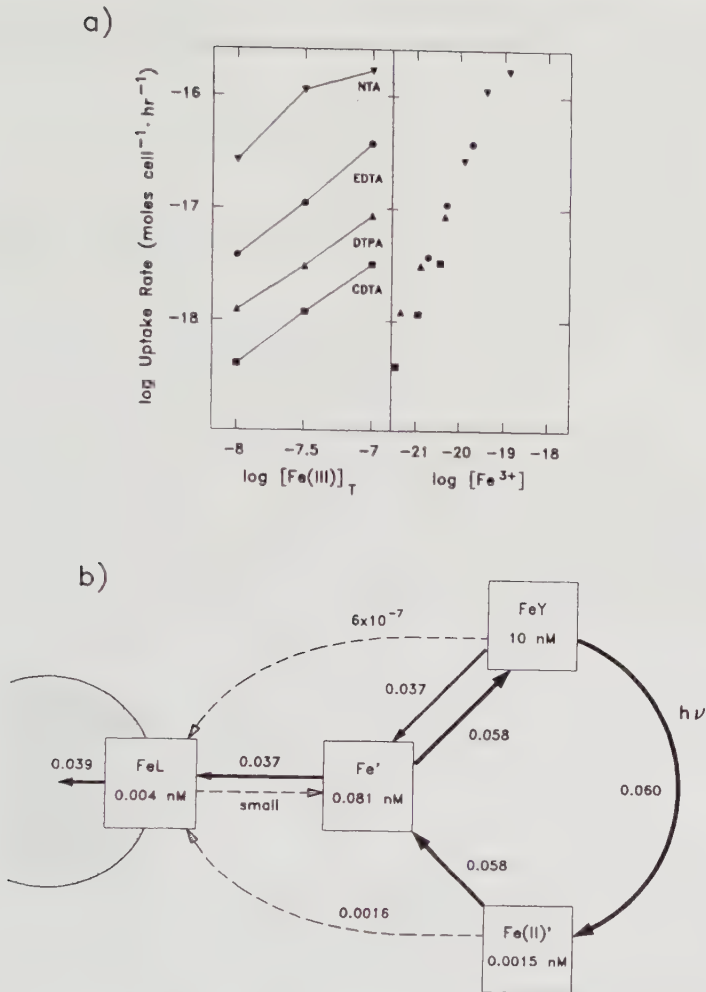 a)
log Uptake Rate (moles cell⁻¹· hr⁻¹)
-16
-17
-18
NTA
EDTA
DTPA
CDTA
-8 -7.5 -7 -21 -20 -19 -18
log [Fe(III)]T log [Fe³⁺]
b)
FeY
10 nM
6x10⁻⁷
0.037
hν
0.058
0.039
FeL
0.004 nM
0.037
small
Fe'
0.081 nM
0.060
0.058
0.0016
Fe(II)'
0.0015 nM